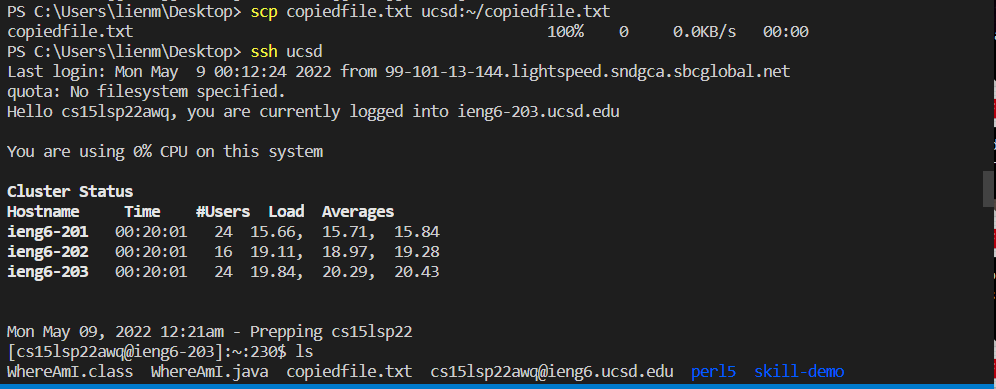 PS C:\Users\lienm\Desktop> scp copiedfile.txt ucsd:~/copiedfile.txt
copiedfile.txt 100% 0 0.0KB/s 00:00
PS C:\Users\lienm\Desktop> ssh ucsd
Last login: Mon May  9 00:12:24 2022 from 99-101-13-144.lightspeed.sndgca.sbcglobal.net
quota: No filesystem specified.
Hello cs15lsp22awq, you are currently logged into ieng6-203.ucsd.edu
You are using 0% CPU on this system
Cluster Status
Hostname Time #Users Load Averages
ieng6-201 00:20:01 24 15.66, 15.71, 15.84
ieng6-202 00:20:01 16 19.11, 18.97, 19.28
ieng6-203 00:20:01 24 19.84, 20.29, 20.43
Mon May 09, 2022 12:21am - Prepping cs15lsp22
[cs15lsp22awq@ieng6-203]:~:230$ ls
WhereAmI.class WhereAmI.java copiedfile.txt cs15lsp22awq@ieng6.ucsd.edu perl5 skill-demo